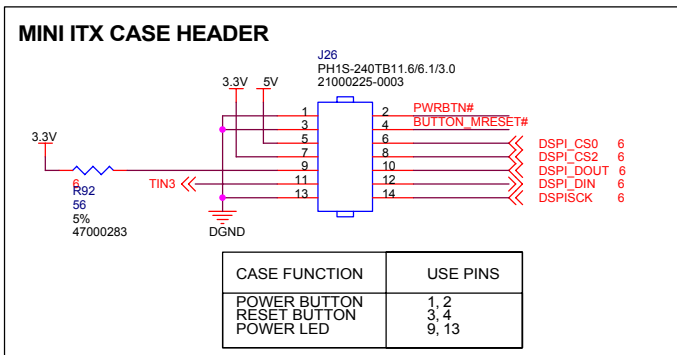 MINI ITX CASE HEADER
J26
PH1S-240TB11.6/6.1/3.0
21000225-0003
3.3V 5V
1 2 PWRBTN#
3 4 BUTTON_MRESET#
5 6 DSPI_CS0 6
3.3V
7 8 DSPI_CS2 6
9 10 DSPI_DOUT 6
6 TIN3 11 12 DSPI_DIN 6
R92
13 14 DSPISCK 6
56
5%
47000283
DGND
CASE FUNCTION USE PINS
POWER BUTTON 1, 2
RESET BUTTON 3, 4
POWER LED 9, 13